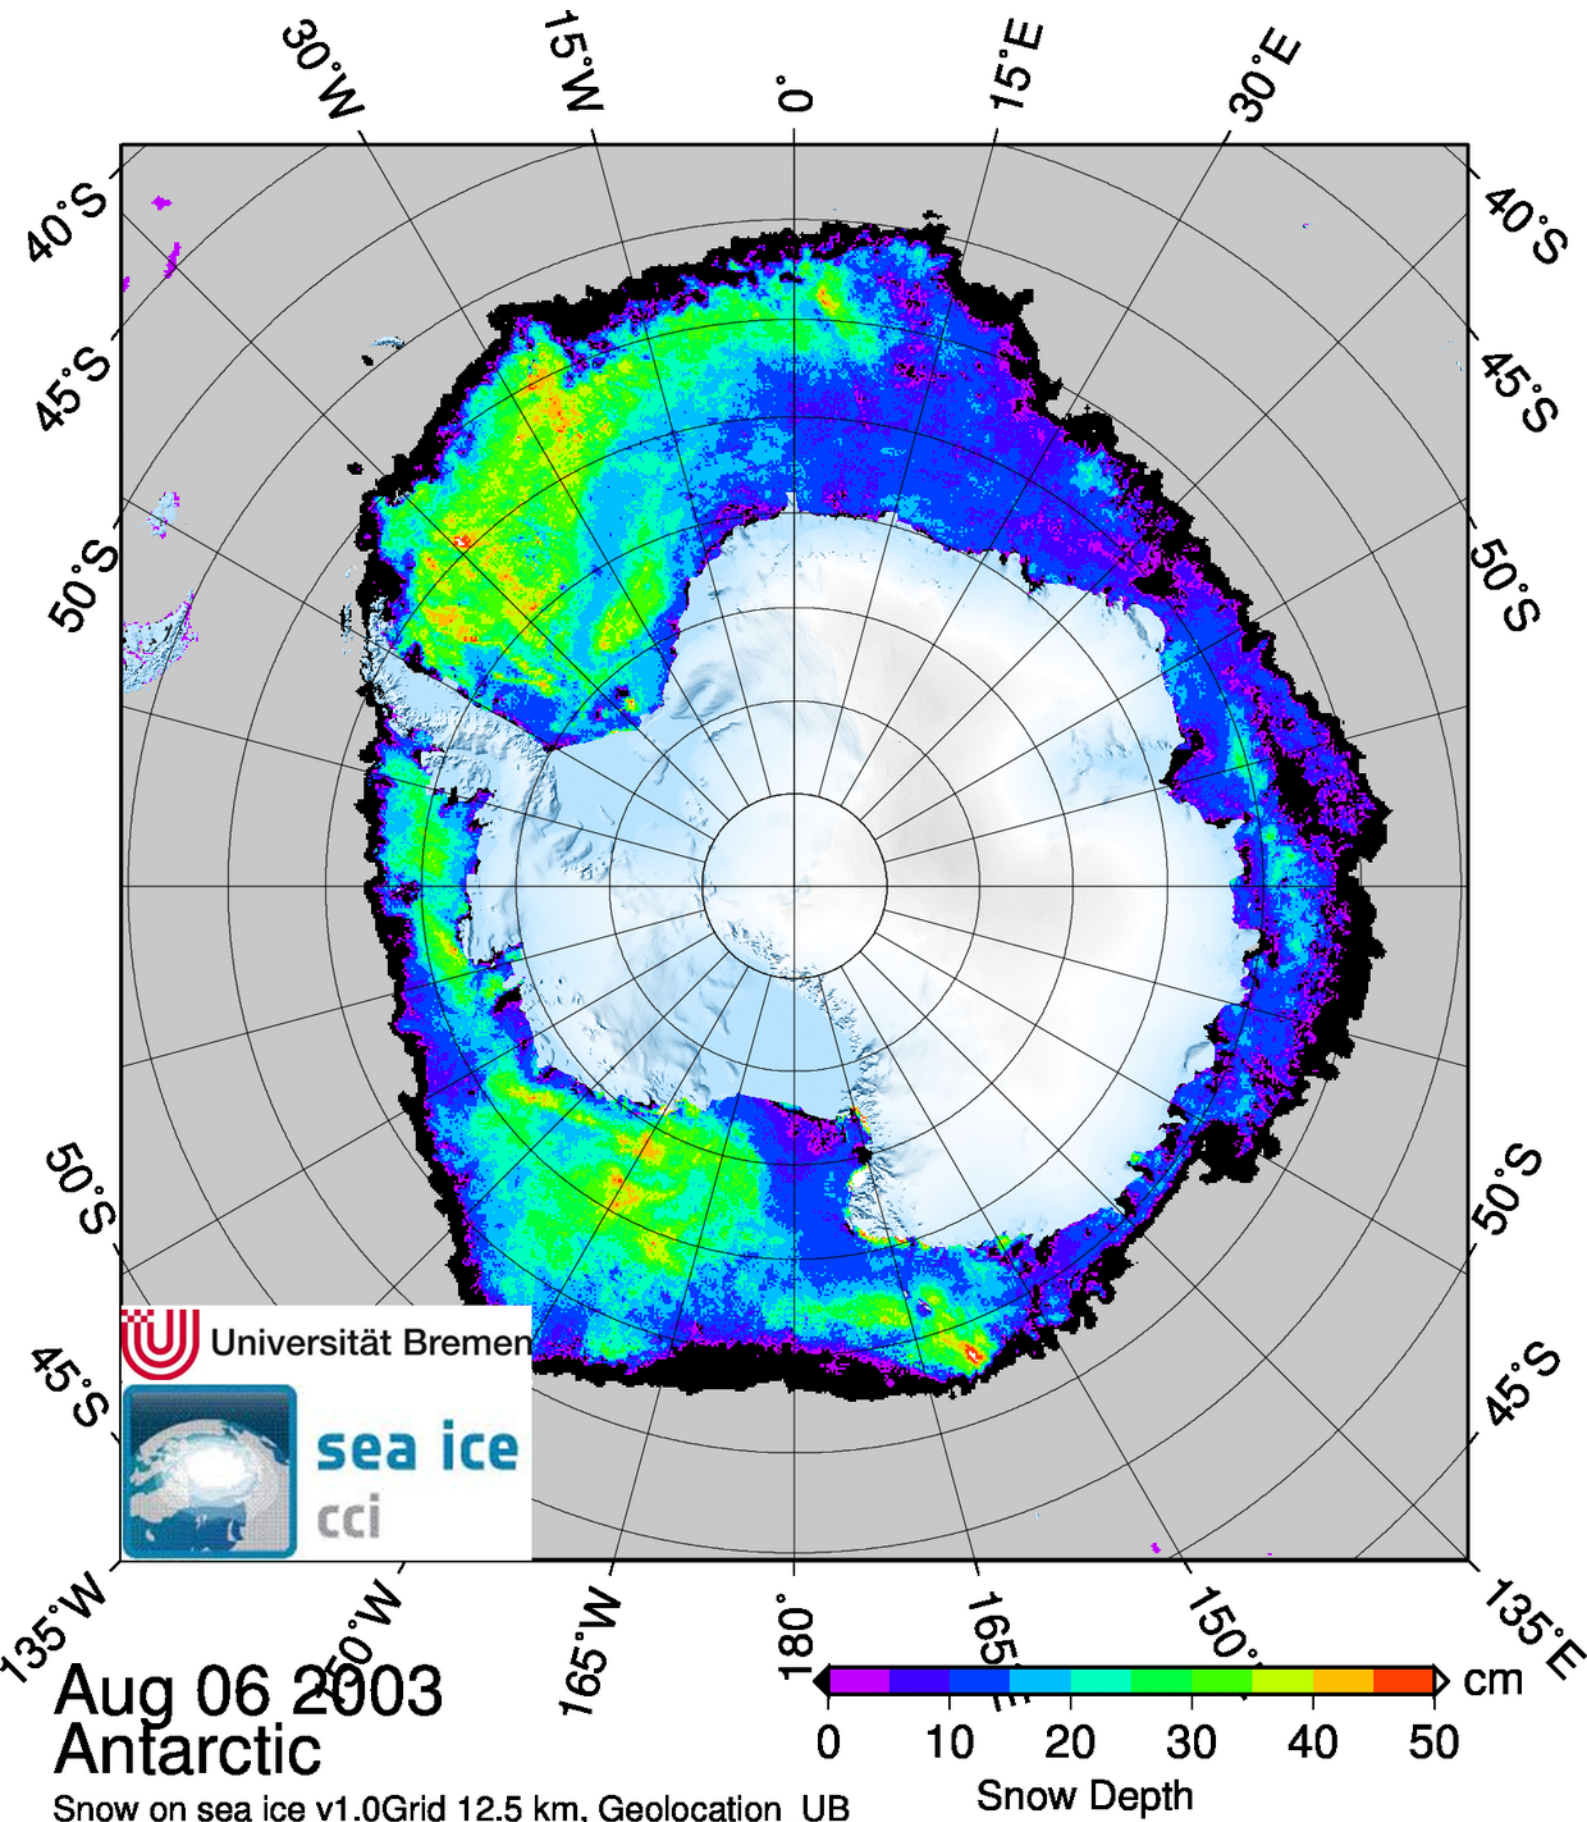 30°W 15°W 0° 15°E 30°E
40°S 40°S
45°S 45°S
50°S 50°S
50°S 50°S
45°S 45°S
Universität Bremen
sea ice
cci
135°W 150°W 165°W 180° 165°E 150° 135°E
Aug 06 2003
Antarctic
Snow on sea ice v1.0Grid 12.5 km, Geolocation UB
cm
0 10 20 30 40 50
Snow Depth